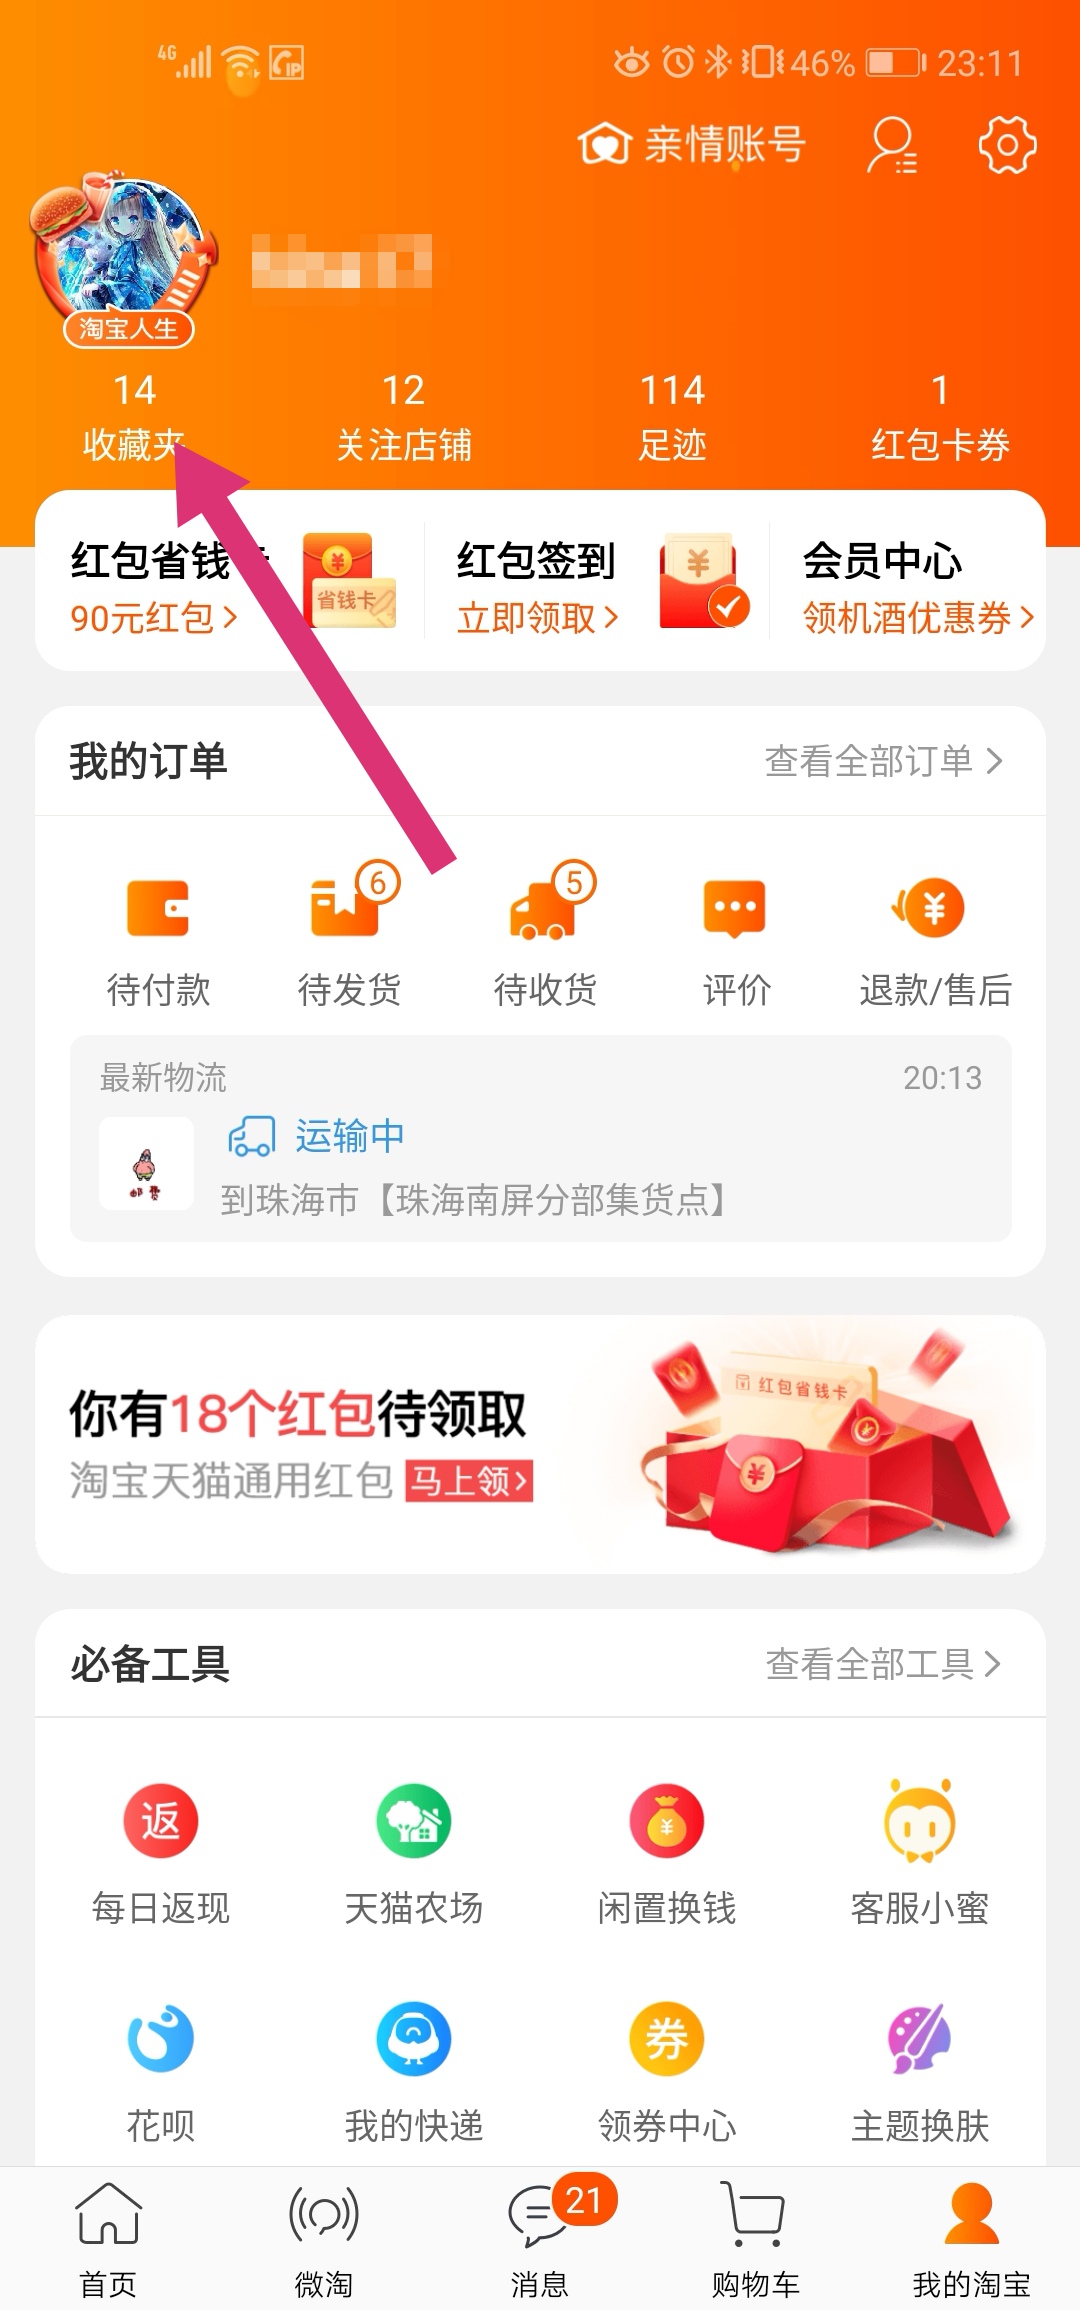 4G 46% 23:11
亲情账号
淘宝人生
14 12 114 1
收藏夹 关注店铺 足迹 红包卡券
红包省钱 红包签到 会员中心
90元红包 立即领取 领机酒优惠券
省钱卡
我的订单 查看全部订单
6 5
待付款 待发货 待收货 评价 退款/售后
最新物流 20:13
运输中
到珠海市【珠海南屏分部集货点】
邮费
你有18个红包待领取
淘宝天猫通用红包 马上领
红包省钱卡
必备工具 查看全部工具
返
每日返现 天猫农场 闲置换钱 客服小蜜
券
花呗 我的快递 领券中心 主题换肤
21
首页 微淘 消息 购物车 我的淘宝